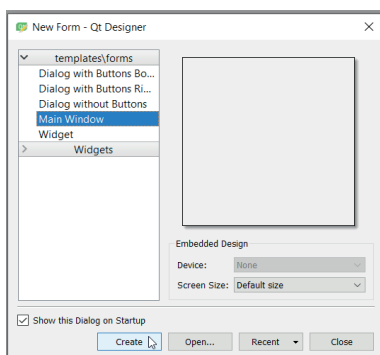 New Form - Qt Designer
templates\forms
Dialog with Buttons Bo...
Dialog with Buttons Ri...
Dialog without Buttons
Main Window
Widget
Widgets
Embedded Design
Device: None
Screen Size: Default size
Show this Dialog on Startup
Create Open... Recent Close